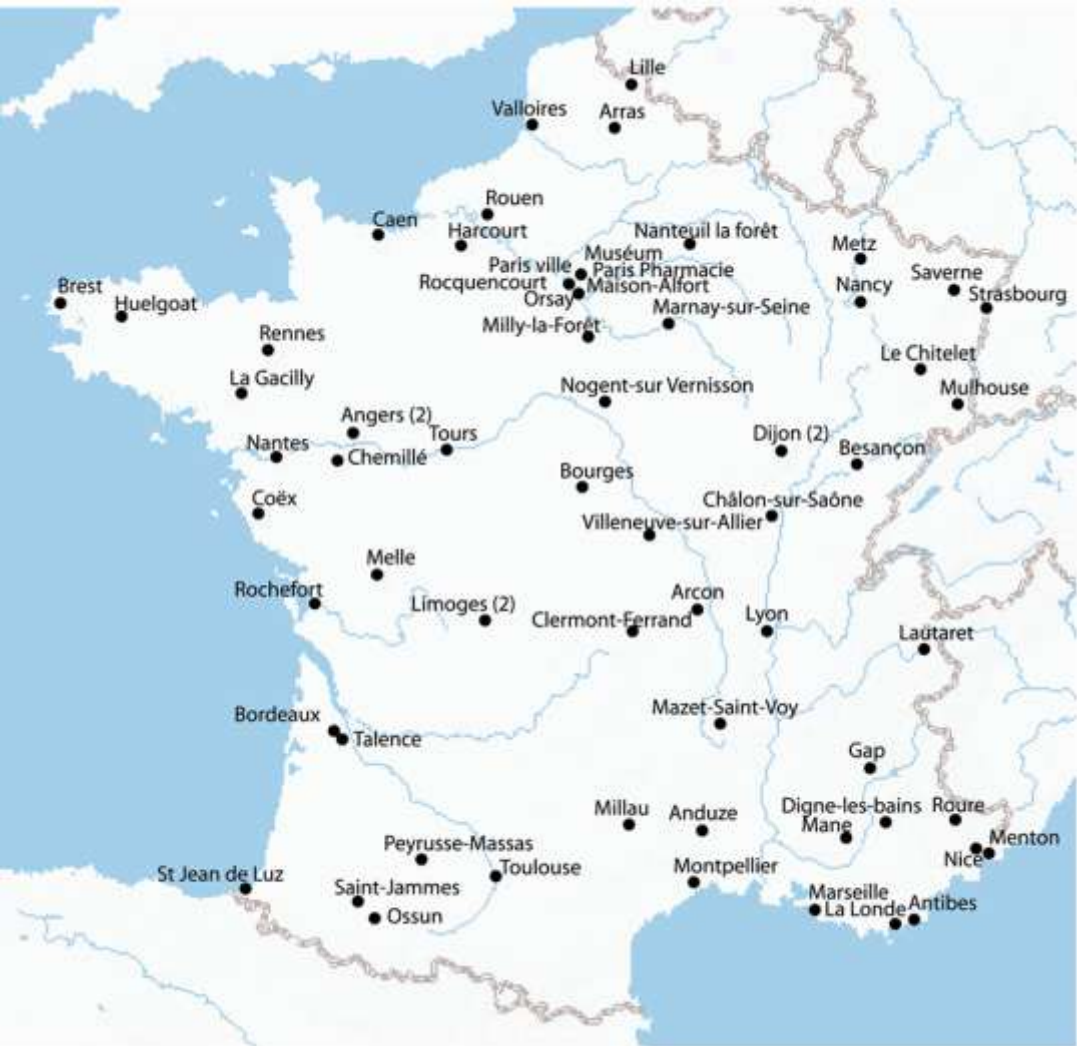 Lille
Valloires
Arras
Rouen
Caen
Harcourt
Nanteuil la forêt
Metz
Muséum
Paris ville
Paris Pharmacie
Rocquencourt
Maison-Alfort
Orsay
Nancy
Saverne
Strasbourg
Brest
Huelgoat
Marnay-sur-Seine
Milly-la-Forêt
Rennes
Le Chitelet
La Gacilly
Nogent-sur Vernisson
Mulhouse
Angers (2)
Tours
Dijon (2)
Nantes
Chemillé
Besançon
Bourges
Coëx
Châlon-sur-Saône
Villeneuve-sur-Allier
Melle
Rochefort
Limoges (2)
Arcon
Clermont-Ferrand
Lyon
Lautaret
Mazet-Saint-Voy
Bordeaux
Talence
Gap
Millau
Anduze
Digne-les-bains
Roure
Mane
Menton
Peyrusse-Massas
Nice
Toulouse
Montpellier
St Jean de Luz
Saint-Jammes
Marseille
Ossun
La Londe
Antibes